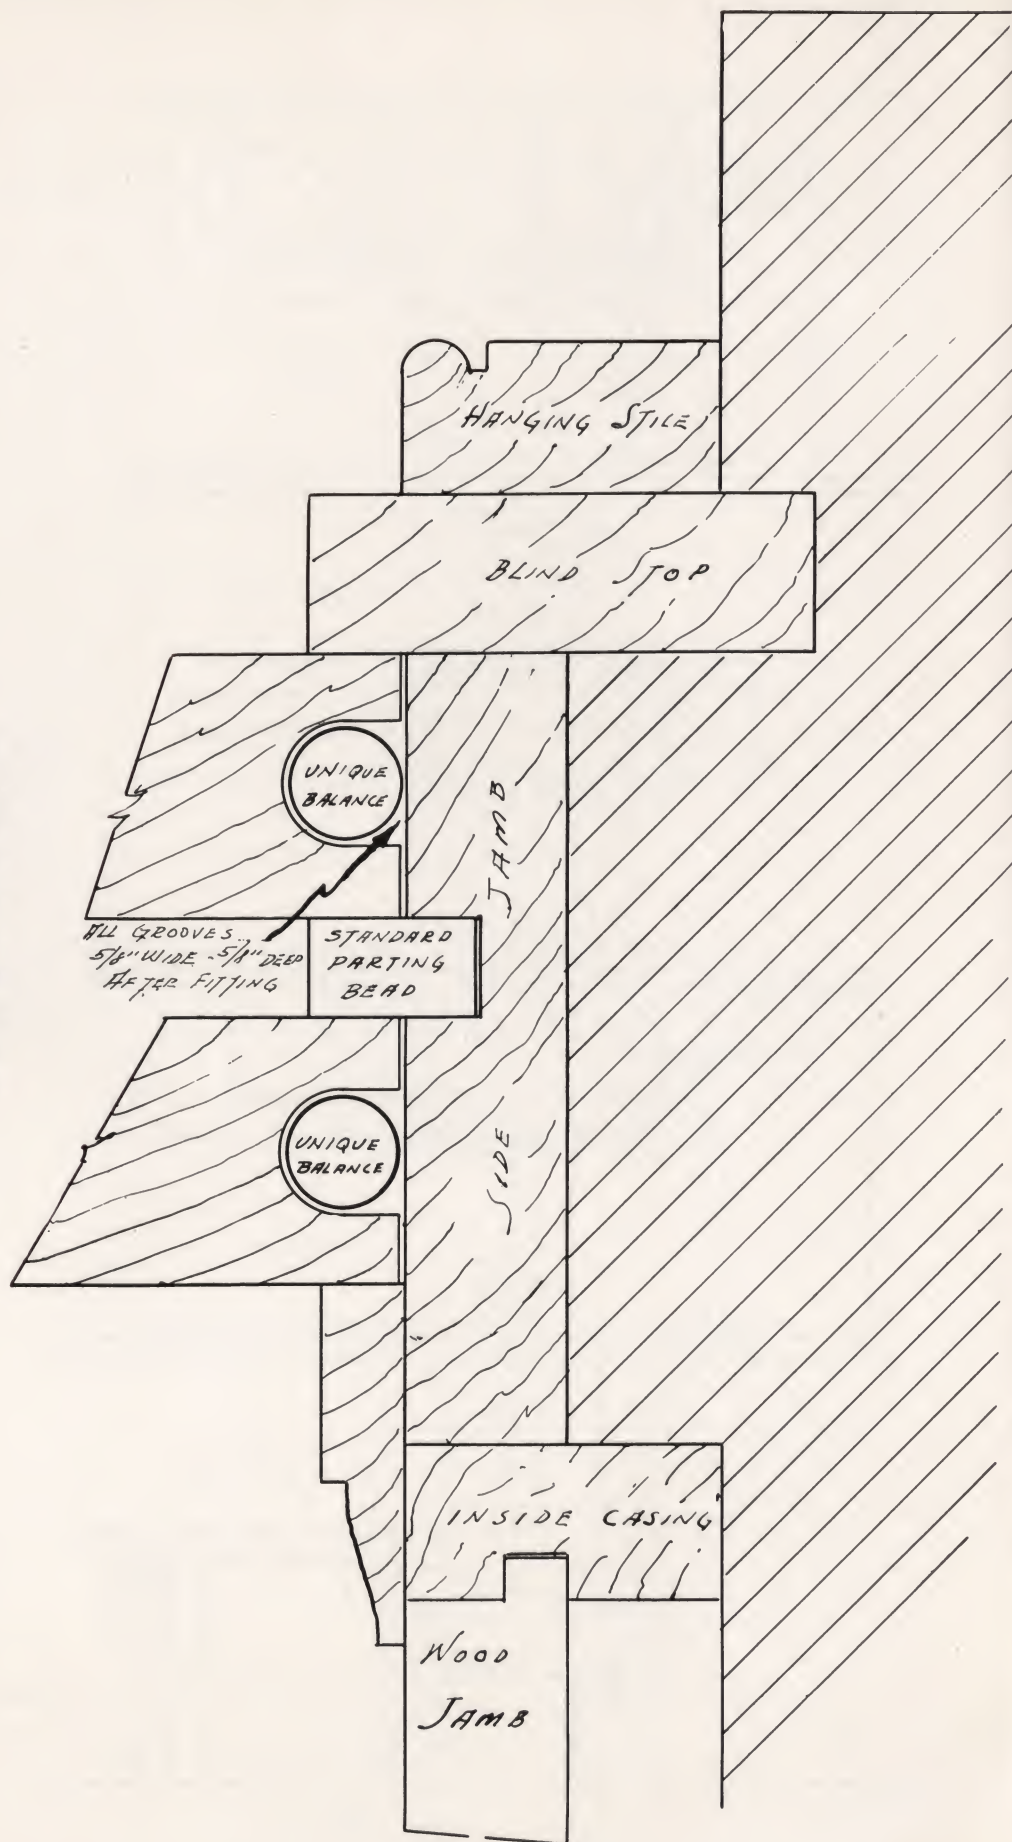 HANGING STILE
BLIND STOP
UNIQUE
BALANCE
JAMB
ALL GROOVES
5/8" WIDE - 5/8" DEEP
AFTER FITTING
STANDARD
PARTING
BEAD
UNIQUE
BALANCE
SIDE
INSIDE CASING
WOOD
JAMB